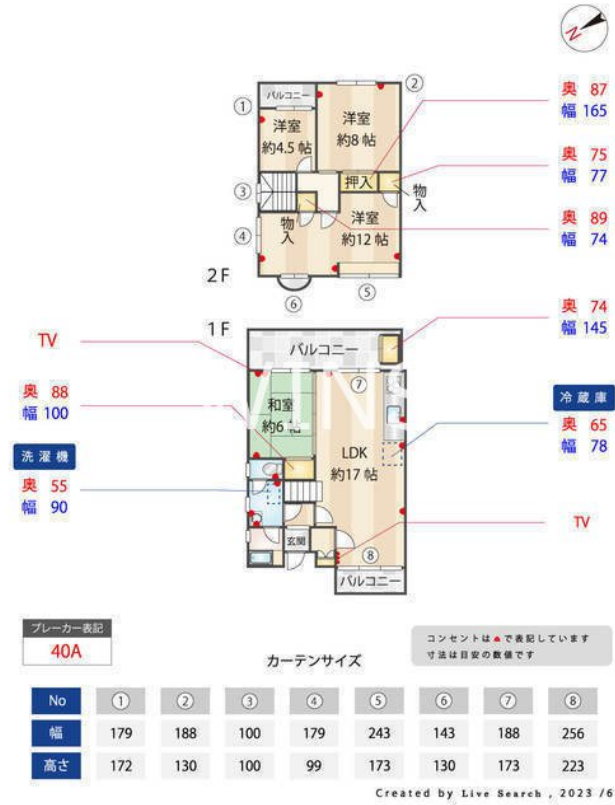 N
奥 87
幅 165
奥 75
幅 77
奥 89
幅 74
奥 74
幅 145
冷蔵庫
奥 65
幅 78
TV
2F
バルコニー
①
②
洋室
約4.5 帖
洋室
約8 帖
③
押入
物入
④
物入
洋室
約12 帖
⑤
⑥
1F
TV
奥 88
幅 100
洗濯機
奥 55
幅 90
バルコニー
⑦
和室
約6 帖
LDK
約17 帖
玄関
⑧
バルコニー
ブレーカー表記
40A
コンセントは▲で表記しています
寸法は目安の数値です
カーテンサイズ
No ① ② ③ ④ ⑤ ⑥ ⑦ ⑧
幅 179 188 100 179 243 143 188 256
高さ 172 130 100 99 173 130 173 223
Created by Live Search , 2023 /6